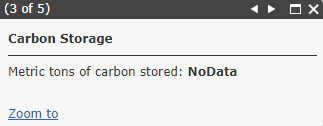 (3 of 5)
Carbon Storage
Metric tons of carbon stored: NoData
Zoom to